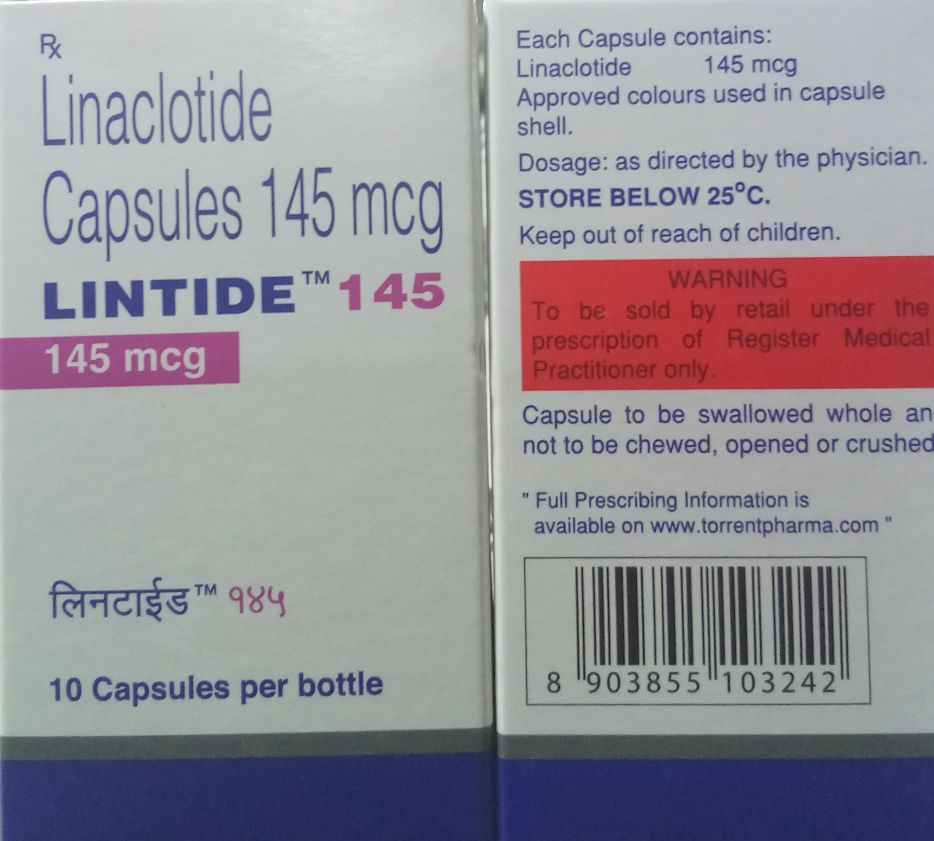 Rx
Linaclotide
Capsules 145 mcg
LINTIDE™ 145
145 mcg
लिनटाईड™ १४५
10 Capsules per bottle
Each Capsule contains:
Linaclotide 145 mcg
Approved colours used in capsule
shell.
Dosage: as directed by the physician.
STORE BELOW 25°C.
Keep out of reach of children.
WARNING
To be sold by retail under the
prescription of Register Medical
Practitioner only.
Capsule to be swallowed whole an
not to be chewed, opened or crushed
" Full Prescribing Information is
available on www.torrentpharma.com "
8 903855 103242